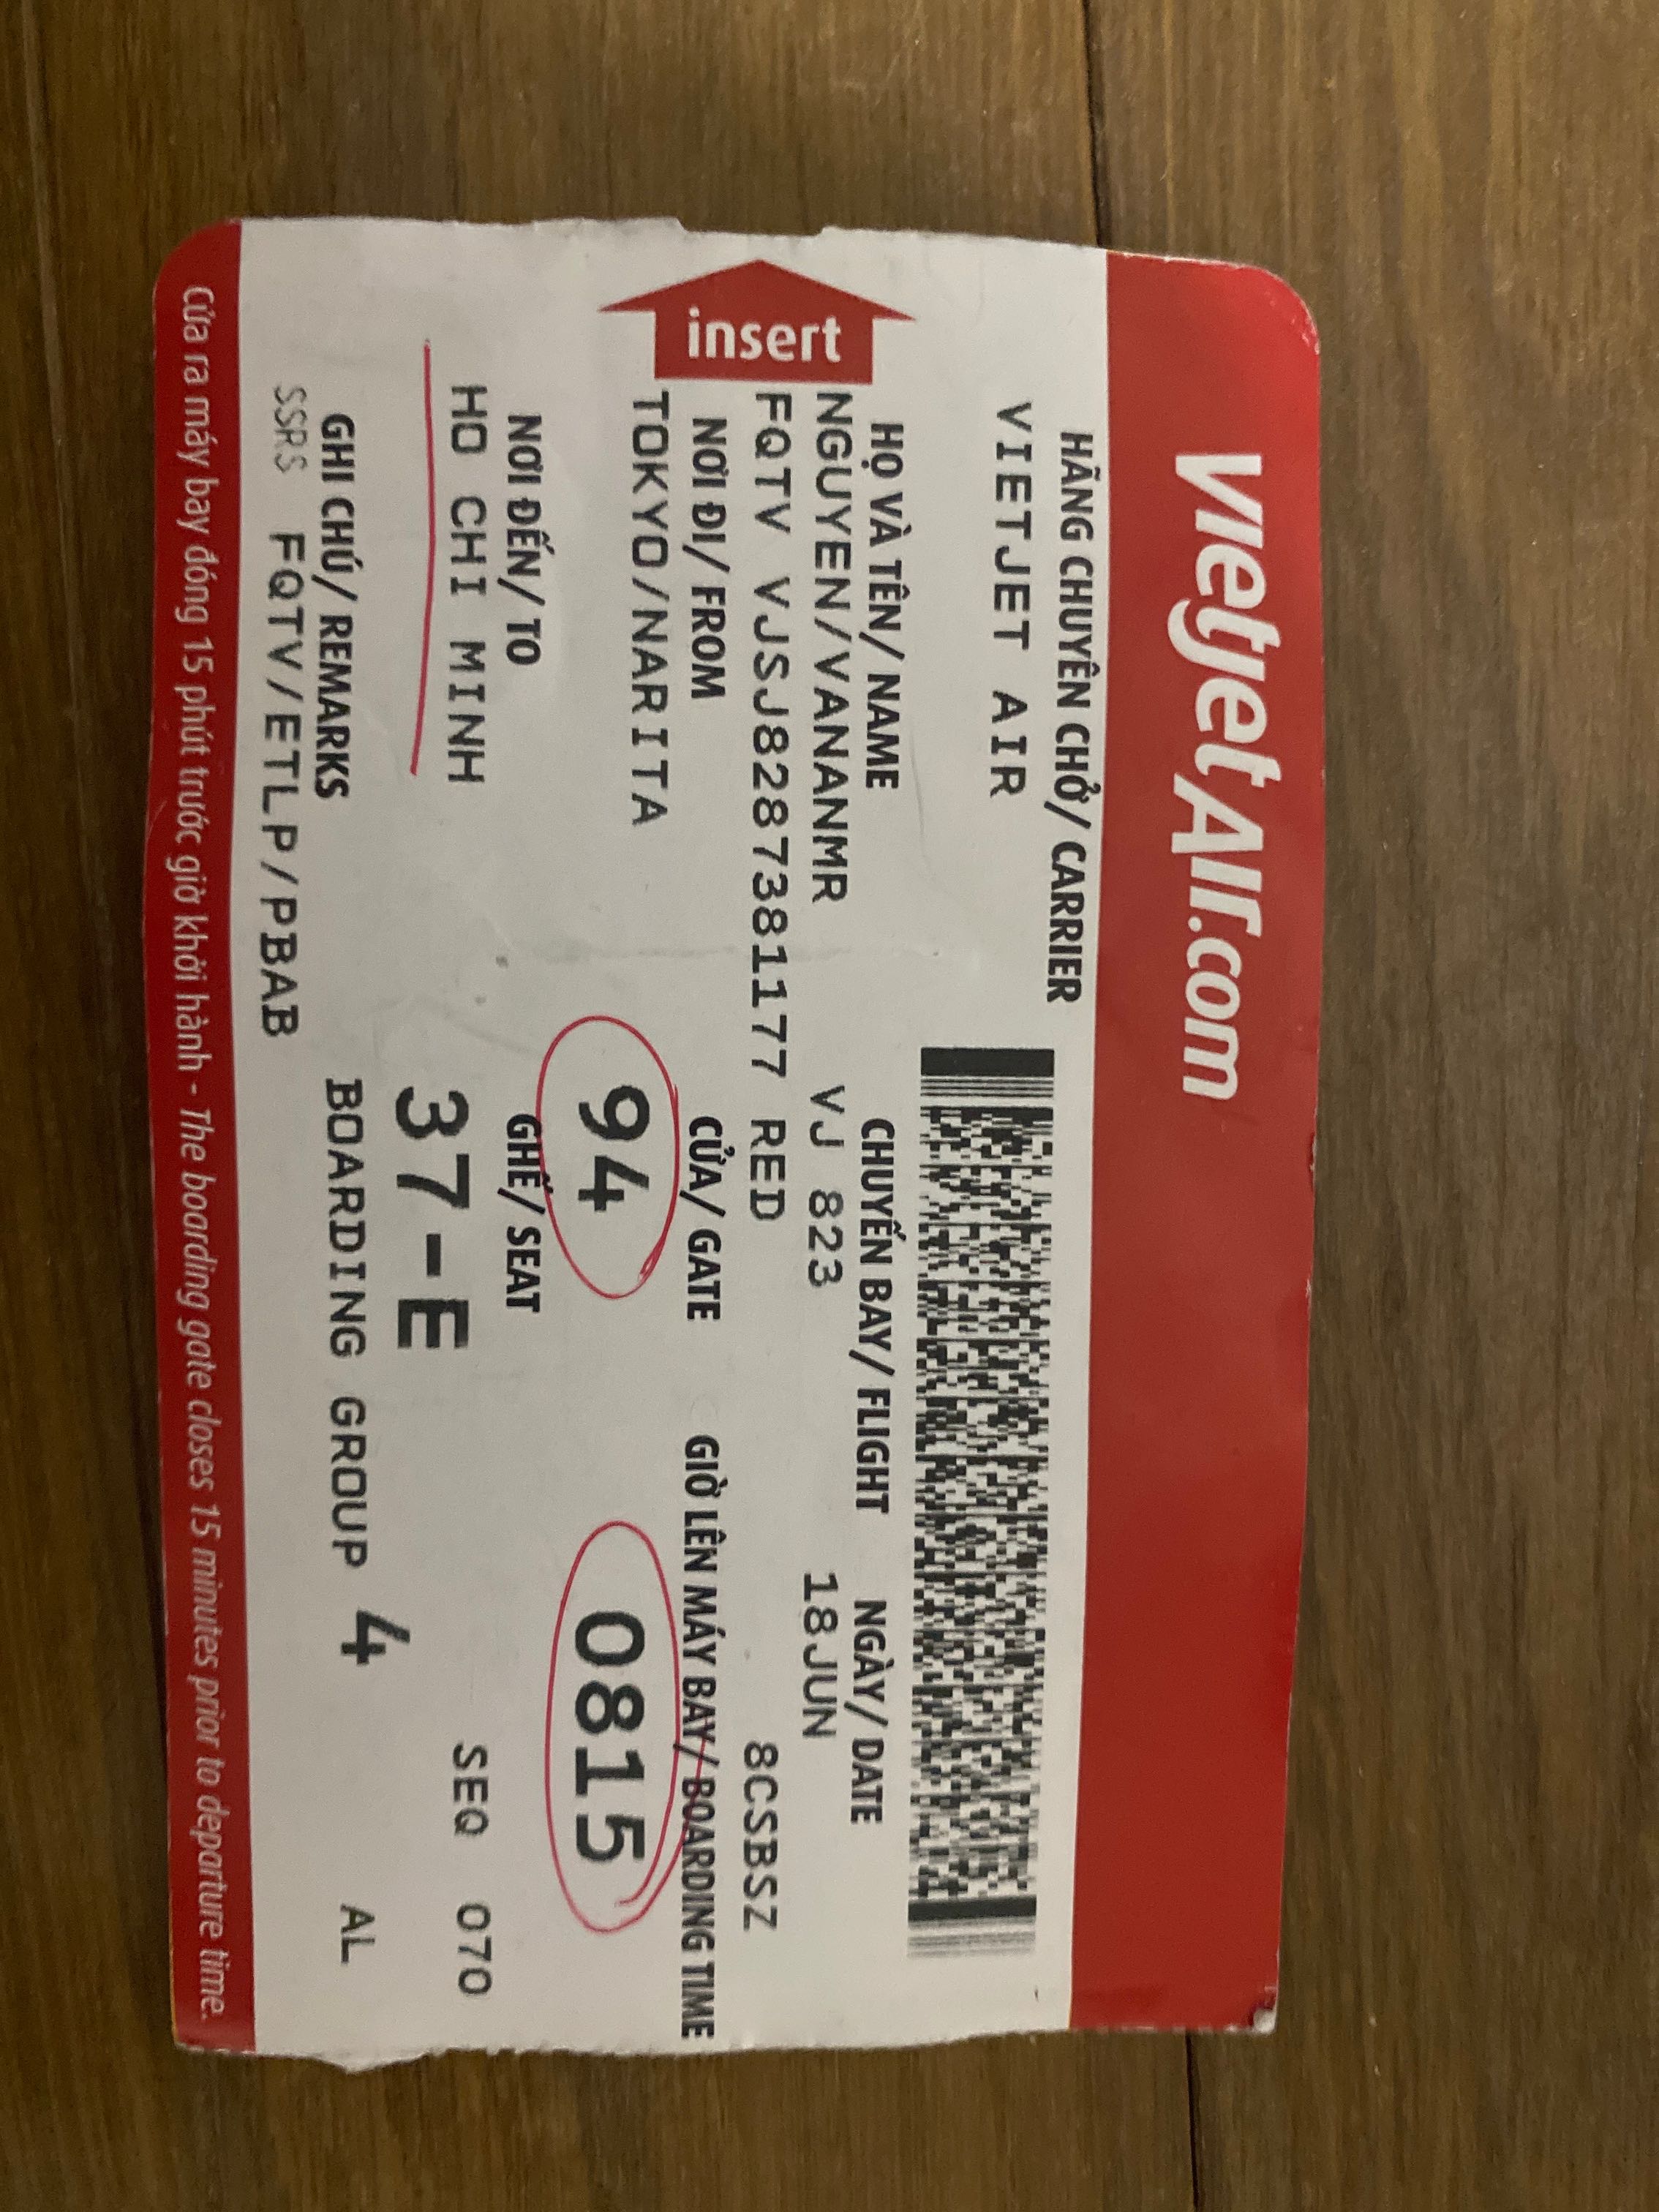 vietjetAir.com
HÃNG CHUYÊN CHỞ/ CARRIER
VIETJET AIR
HỌ VÀ TÊN/ NAME CHUYẾN BAY/ FLIGHT NGÀY/ DATE
NGUYEN/VANANMR VJ 823 18JUN
FQTV VJSJ8287381177 RED 8CSBSZ
insert
NƠI ĐI/ FROM CỬA/ GATE GIỜ LÊN MÁY BAY/ BOARDING TIME
TOKYO/NARITA 94 0815
NƠI ĐẾN/ TO GHẾ/ SEAT
HO CHI MINH 37-E SEQ 070
GHI CHÚ/ REMARKS BOARDING GROUP 4 AL
SSRS FQTV/ETLP/PBAB
Cửa ra máy bay đóng 15 phút trước giờ khởi hành - The boarding gate closes 15 minutes prior to departure time.